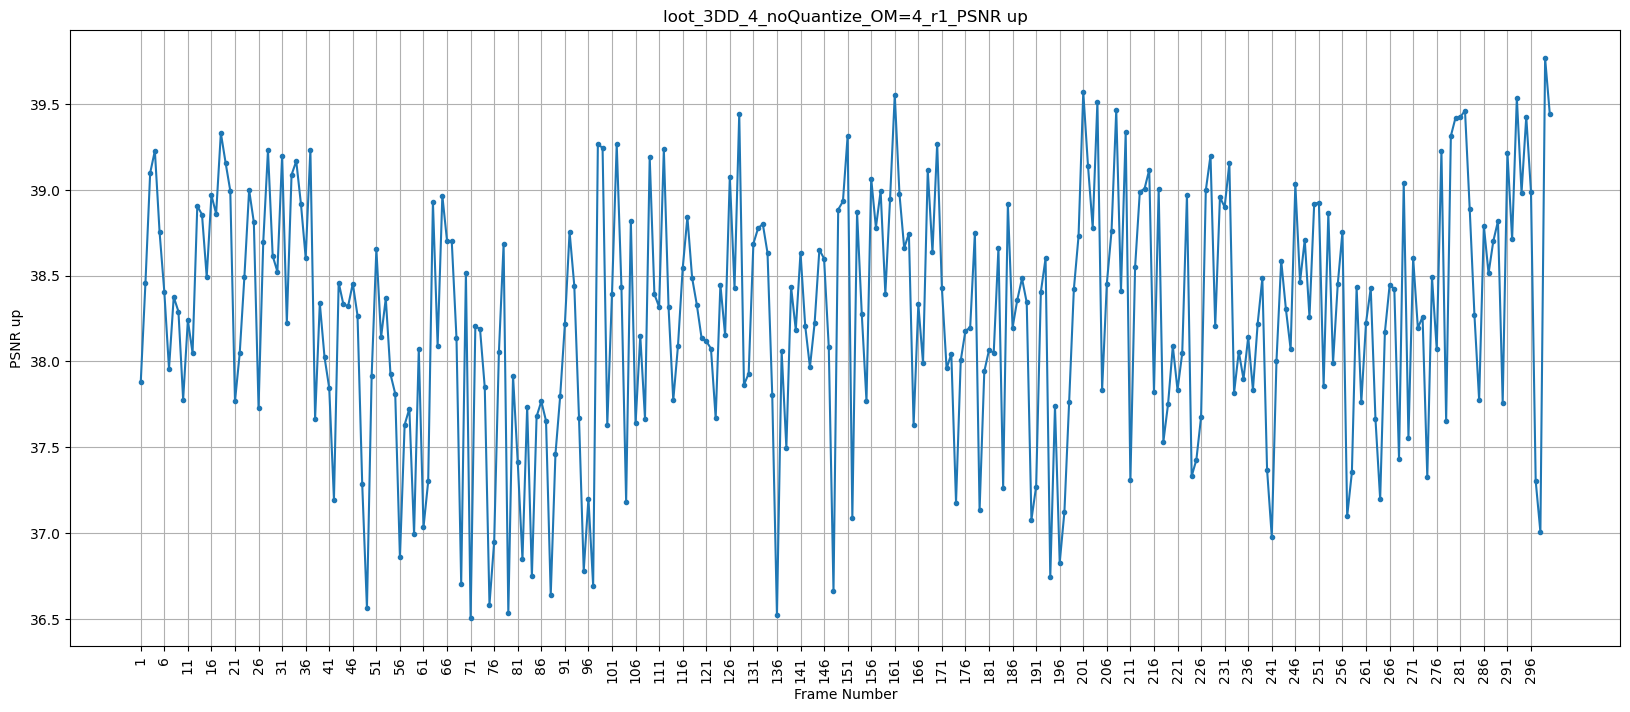 loot_3DD_4_noQuantize_OM=4_r1_PSNR up
PSNR up
39.5
39.0
38.5
38.0
37.5
37.0
36.5
1 6 11 16 21 26 31 36 41 46 51 56 61 66 71 76 81 86 91 96 101 106 111 116 121 126 131 136 141 146 151 156 161 166 171 176 181 186 191 196 201 206 211 216 221 226 231 236 241 246 251 256 261 266 271 276 281 286 291 296
Frame Number